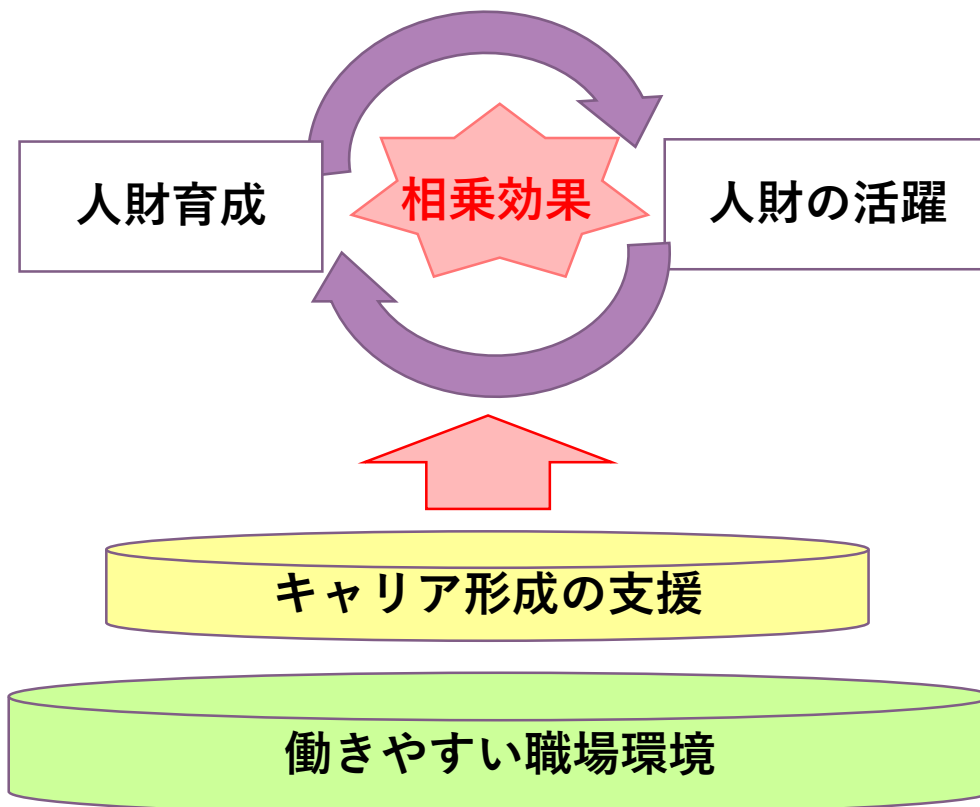 人財育成
相乗効果
人財の活躍
キャリア形成の支援
働きやすい職場環境